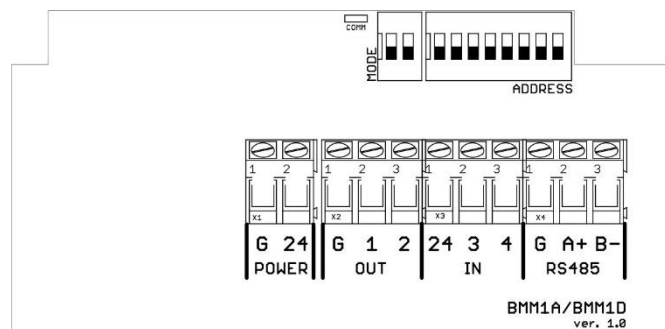 COMM
MODE
ADDRESS
1 2 1 2 3 1 2 3 1 2 3
X1 X2 X3 X4
G 24 G 1 2 24 3 4 G A+ B-
POWER OUT IN RS485
BMM1A/BMM1D
ver. 1.0